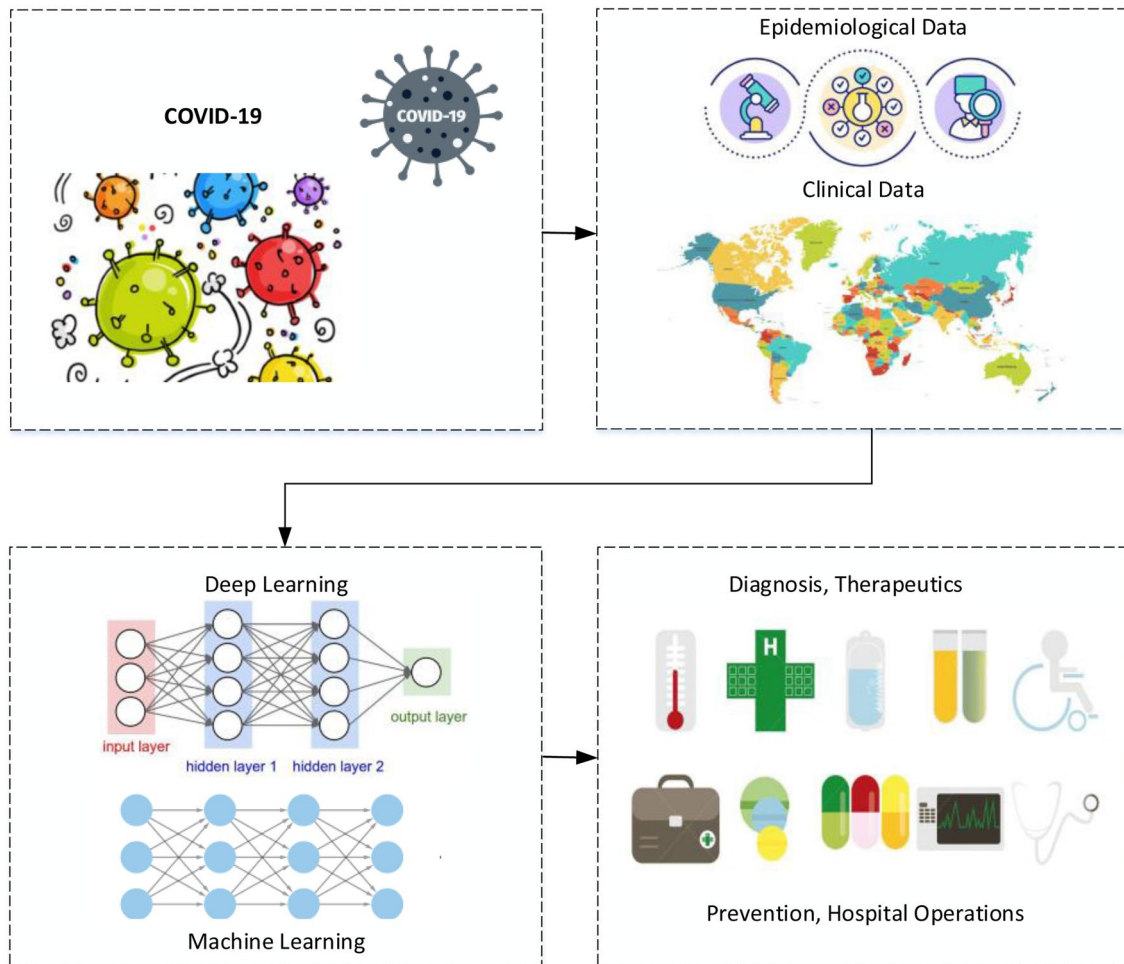 COVID-19
COVID-19
Epidemiological Data
Clinical Data
Deep Learning
input layer
hidden layer 1
hidden layer 2
output layer
Machine Learning
Diagnosis, Therapeutics
H
Prevention, Hospital Operations